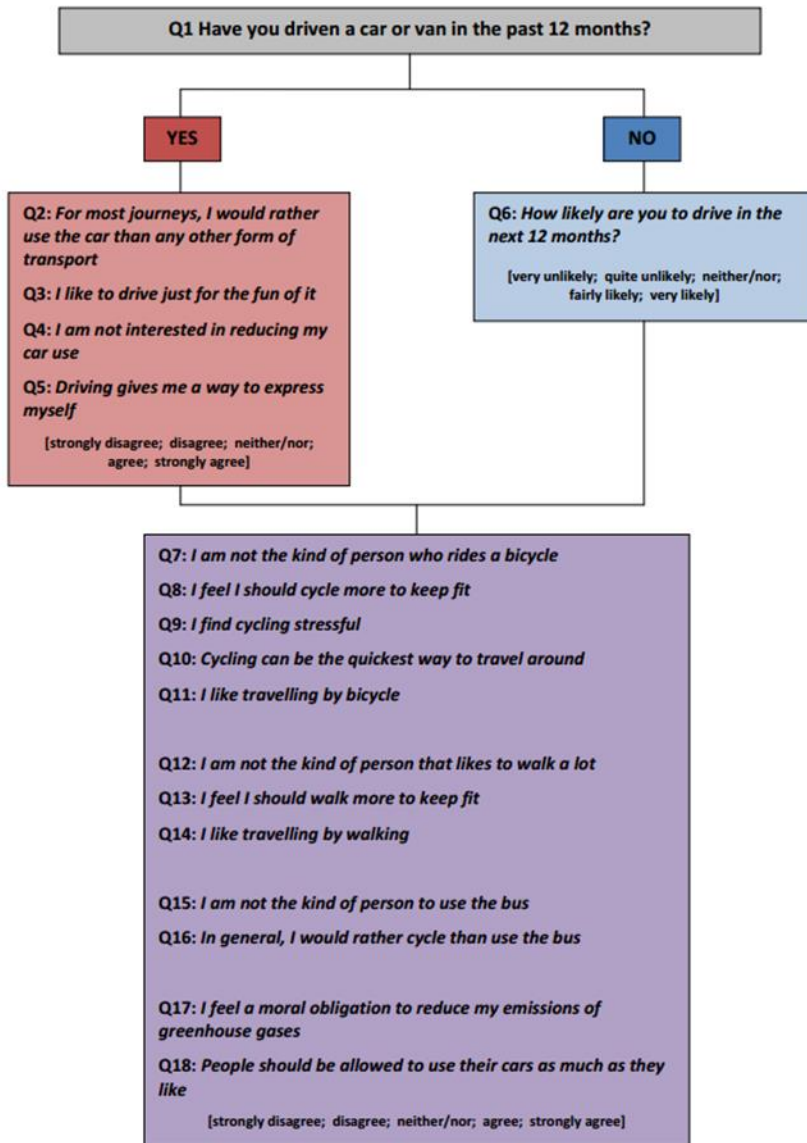 Q1 Have you driven a car or van in the past 12 months?
YES
NO
Q2: For most journeys, I would rather
use the car than any other form of
transport
Q3: I like to drive just for the fun of it
Q4: I am not interested in reducing my
car use
Q5: Driving gives me a way to express
myself
[strongly disagree; disagree; neither/nor;
agree; strongly agree]
Q6: How likely are you to drive in the
next 12 months?
[very unlikely; quite unlikely; neither/nor;
fairly likely; very likely]
Q7: I am not the kind of person who rides a bicycle
Q8: I feel I should cycle more to keep fit
Q9: I find cycling stressful
Q10: Cycling can be the quickest way to travel around
Q11: I like travelling by bicycle
Q12: I am not the kind of person that likes to walk a lot
Q13: I feel I should walk more to keep fit
Q14: I like travelling by walking
Q15: I am not the kind of person to use the bus
Q16: In general, I would rather cycle than use the bus
Q17: I feel a moral obligation to reduce my emissions of
greenhouse gases
Q18: People should be allowed to use their cars as much as they
like
[strongly disagree; disagree; neither/nor; agree; strongly agree]